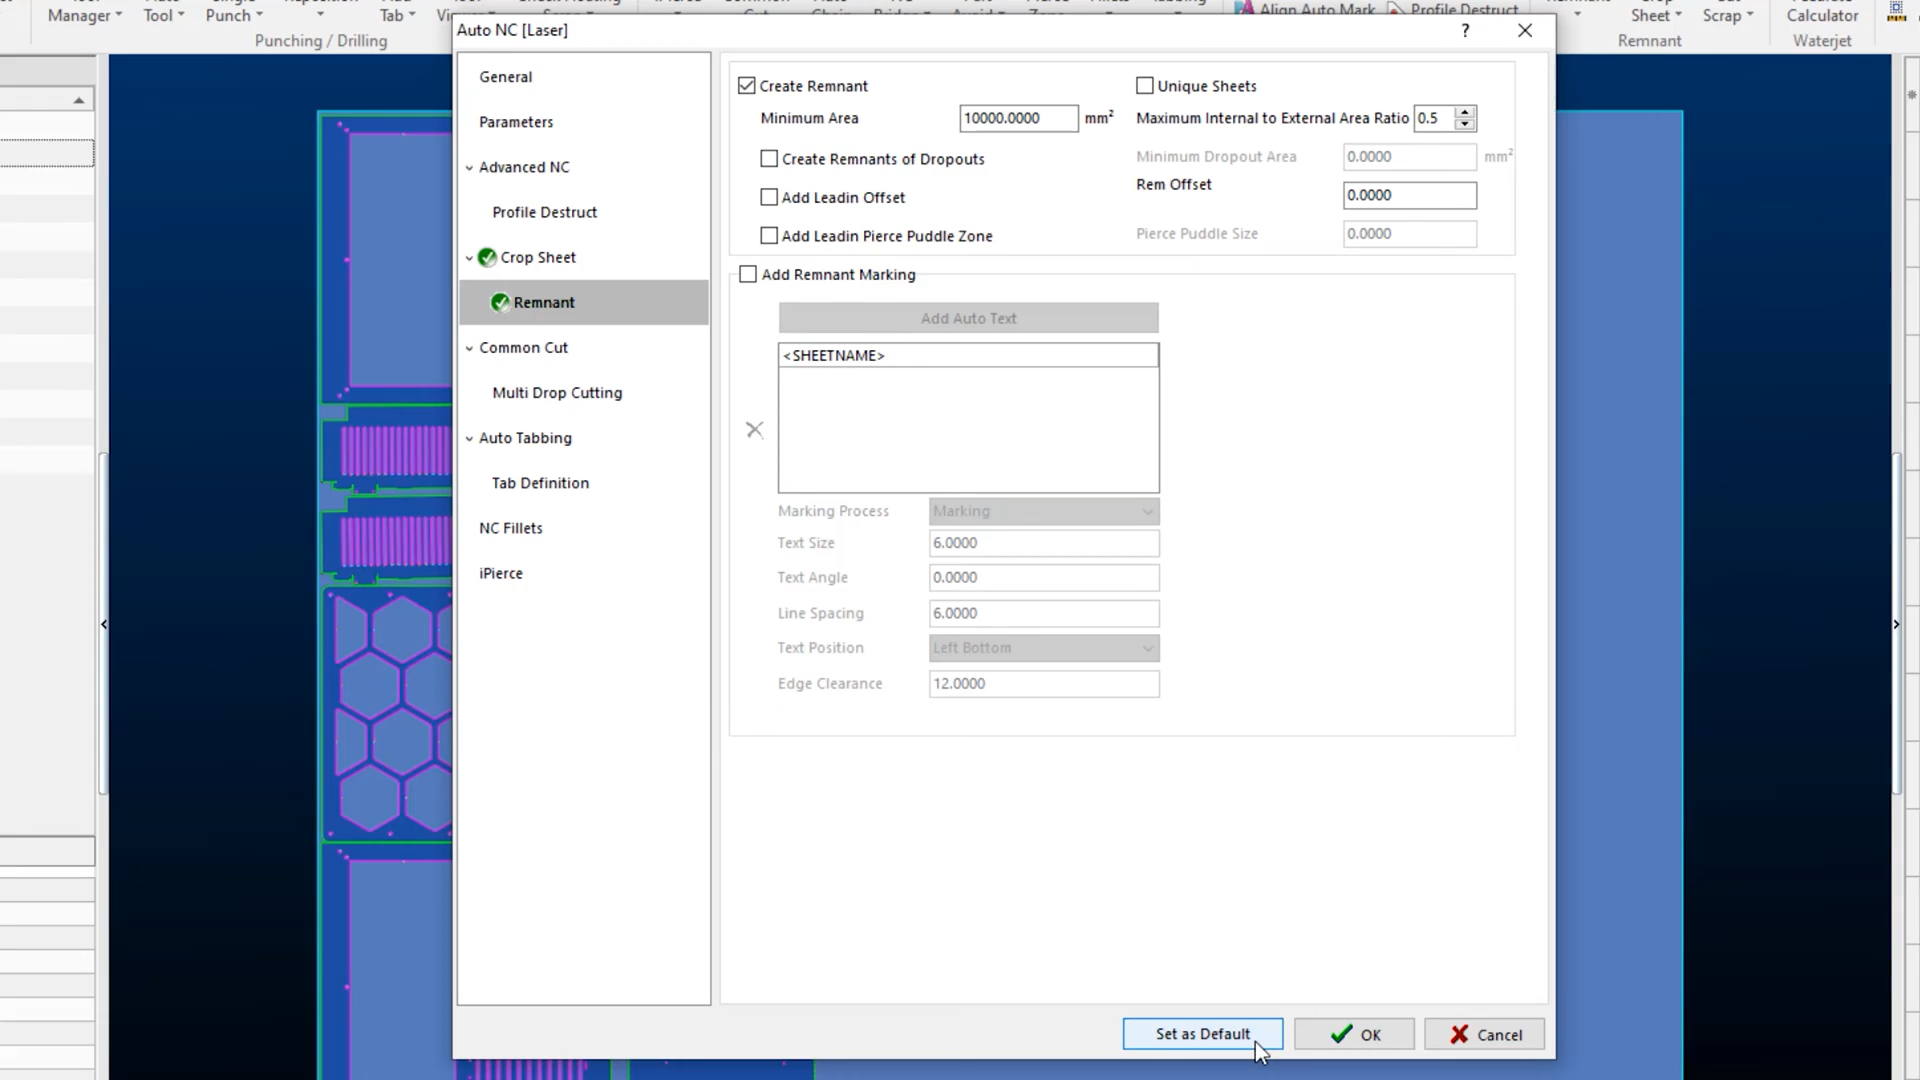 Manager
Tool
Punch
Tab
Align Auto Mark
Profile Destruct
Sheet
Scrap
Calculator
Punching / Drilling
Remnant
Waterjet
Auto NC [Laser]
?
General
Parameters
Advanced NC
Profile Destruct
Crop Sheet
Remnant
Common Cut
Multi Drop Cutting
Auto Tabbing
Tab Definition
NC Fillets
iPierce
Create Remnant
Unique Sheets
Minimum Area 10000.0000 mm²
Maximum Internal to External Area Ratio 0.5
Create Remnants of Dropouts
Minimum Dropout Area 0.0000 mm²
Add Leadin Offset
Rem Offset 0.0000
Add Leadin Pierce Puddle Zone
Pierce Puddle Size 0.0000
Add Remnant Marking
Add Auto Text
<SHEETNAME>
Marking Process Marking
Text Size 6.0000
Text Angle 0.0000
Line Spacing 6.0000
Text Position Left Bottom
Edge Clearance 12.0000
Set as Default
OK
Cancel